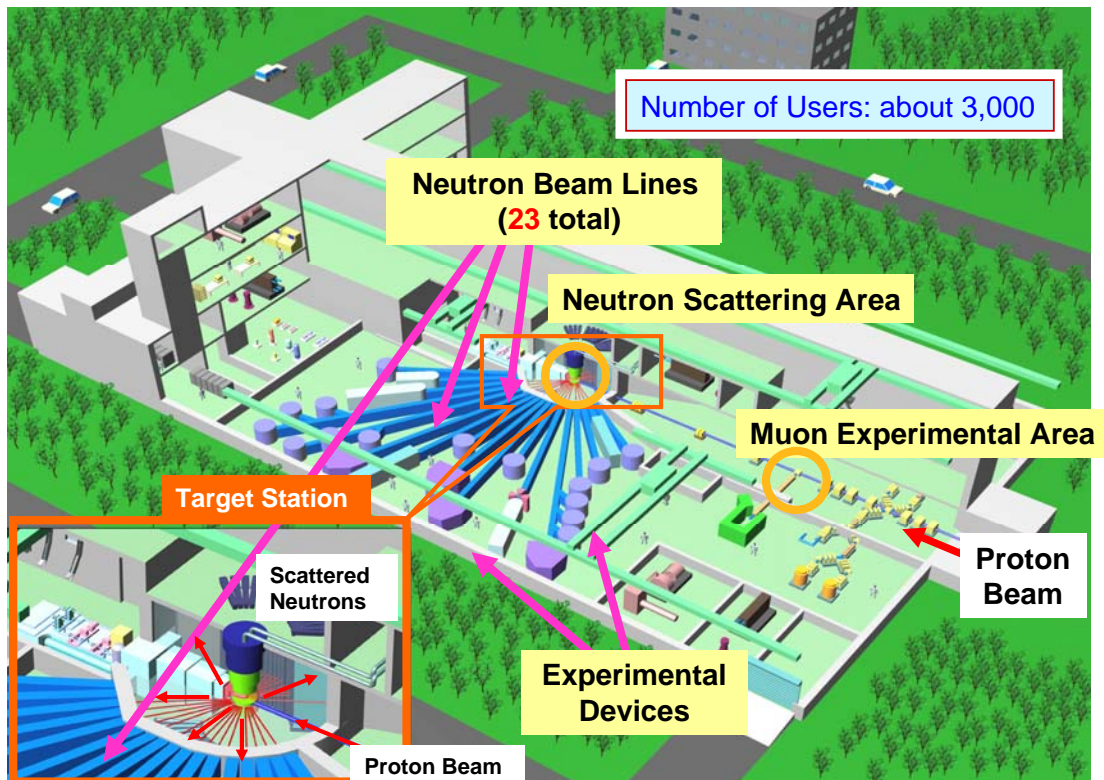 Number of Users: about 3,000
Neutron Beam Lines
(23 total)
Neutron Scattering Area
Muon Experimental Area
Target Station
Scattered
Neutrons
Proton
Beam
Experimental
Devices
Proton Beam